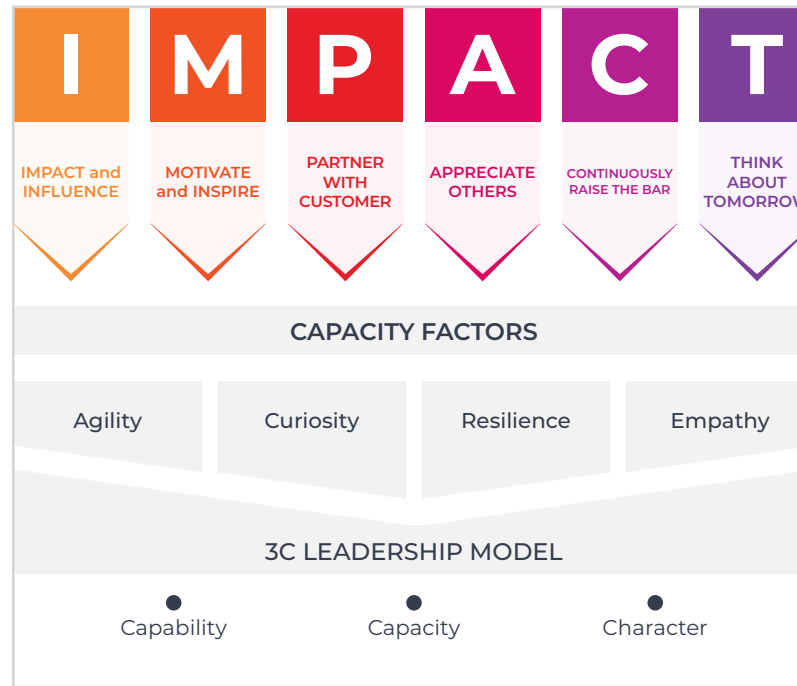 I M P A C T
IMPACT and
INFLUENCE
MOTIVATE
and INSPIRE
PARTNER
WITH
CUSTOMER
APPRECIATE
OTHERS
CONTINUOUSLY
RAISE THE BAR
THINK
ABOUT
TOMORROW
CAPACITY FACTORS
Agility
Curiosity
Resilience
Empathy
3C LEADERSHIP MODEL
Capability
Capacity
Character